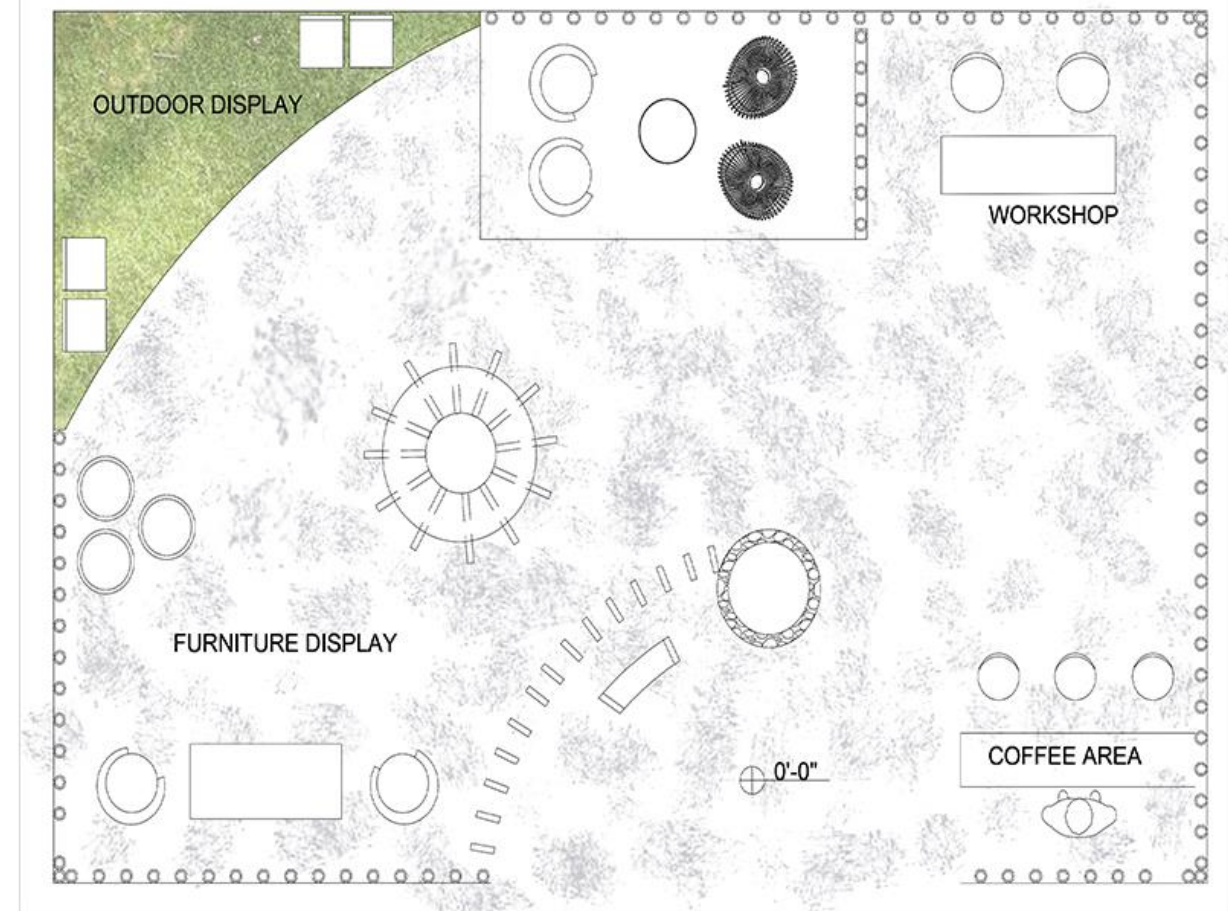 OUTDOOR DISPLAY
WORKSHOP
FURNITURE DISPLAY
COFFEE AREA
0'-0"